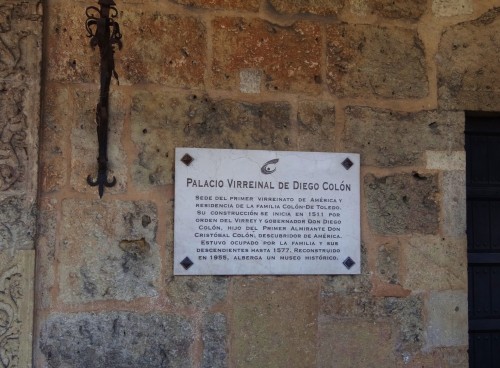 Palacio Virreinal de Diego Colón
Sede del primer virreinato de América y
residencia de la familia Colón-De Toledo.
Su construcción se inicia en 1511 por
orden del Virrey y gobernador Don Diego
Colón, hijo del Primer Almirante Don
Cristóbal Colón, descubridor de América.
Estuvo ocupado por la familia y sus
descendientes hasta 1577. Reconstruido
en 1955, alberga un museo histórico.